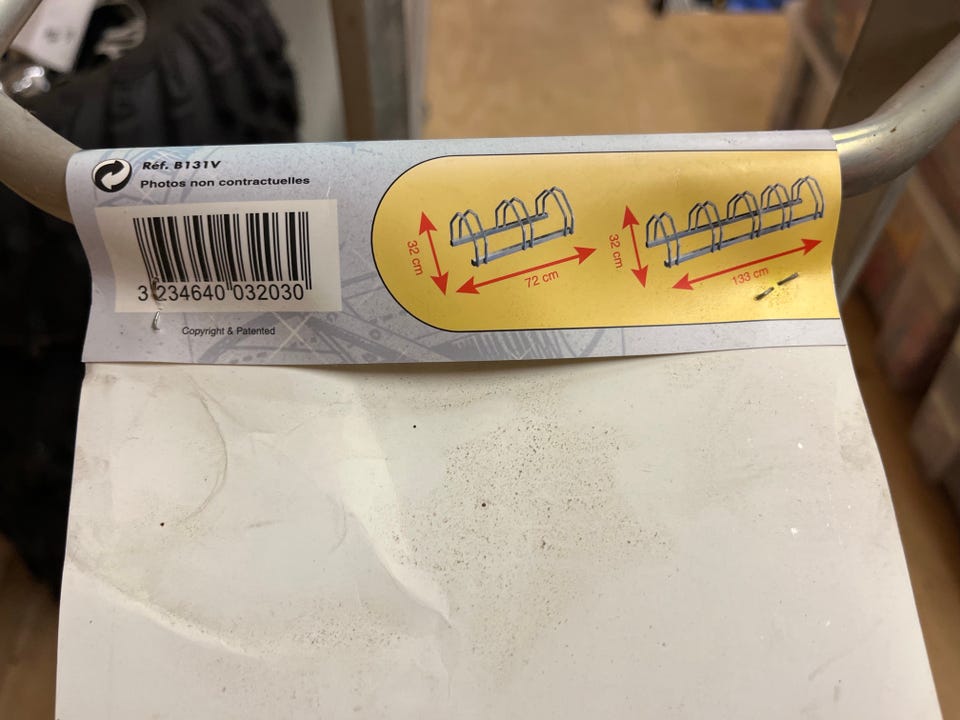 Réf. B131V
Photos non contractuelles
3 234640 032030
Copyright & Patented
32 cm
72 cm
32 cm.
133 cm